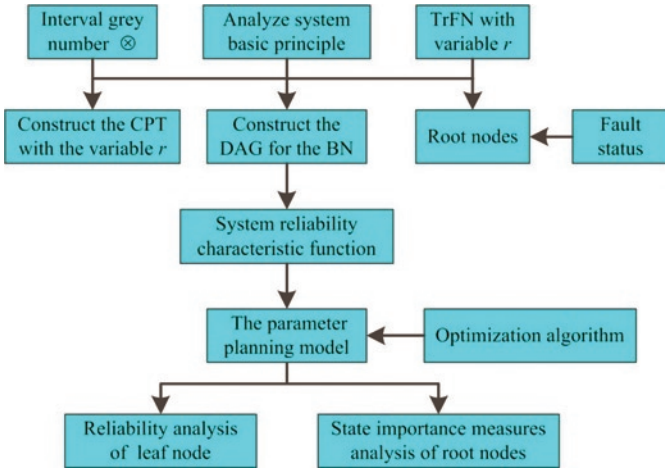 Interval grey
number ⊗
Analyze system
basic principle
TrFN with
variable r
Construct the CPT
with the variable r
Construct the
DAG for the BN
Root nodes
Fault
status
System reliability
characteristic function
The parameter
planning model
Optimization algorithm
Reliability analysis
of leaf node
State importance measures
analysis of root nodes